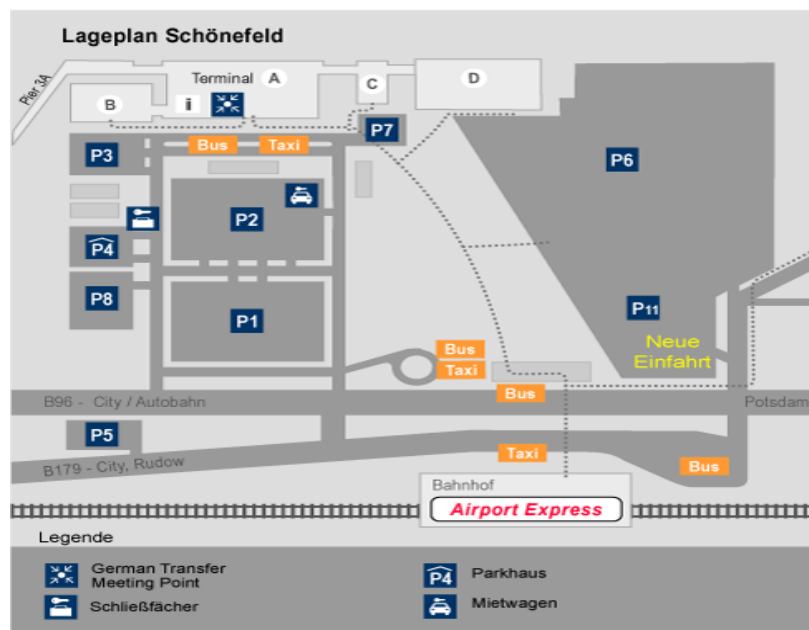 Lageplan Schönefeld
Pier 3A
Terminal A
B
i
C
D
P7
P3
Bus
Taxi
P6
P2
P4
P8
P1
P11
Neue
Einfahrt
Bus
Taxi
Bus
B96 - City / Autobahn
Potsdam
P5
B179 - City, Rudow
Taxi
Bus
Bahnhof
Airport Express
Legende
German Transfer
Meeting Point
P4 Parkhaus
Schließfächer
Mietwagen